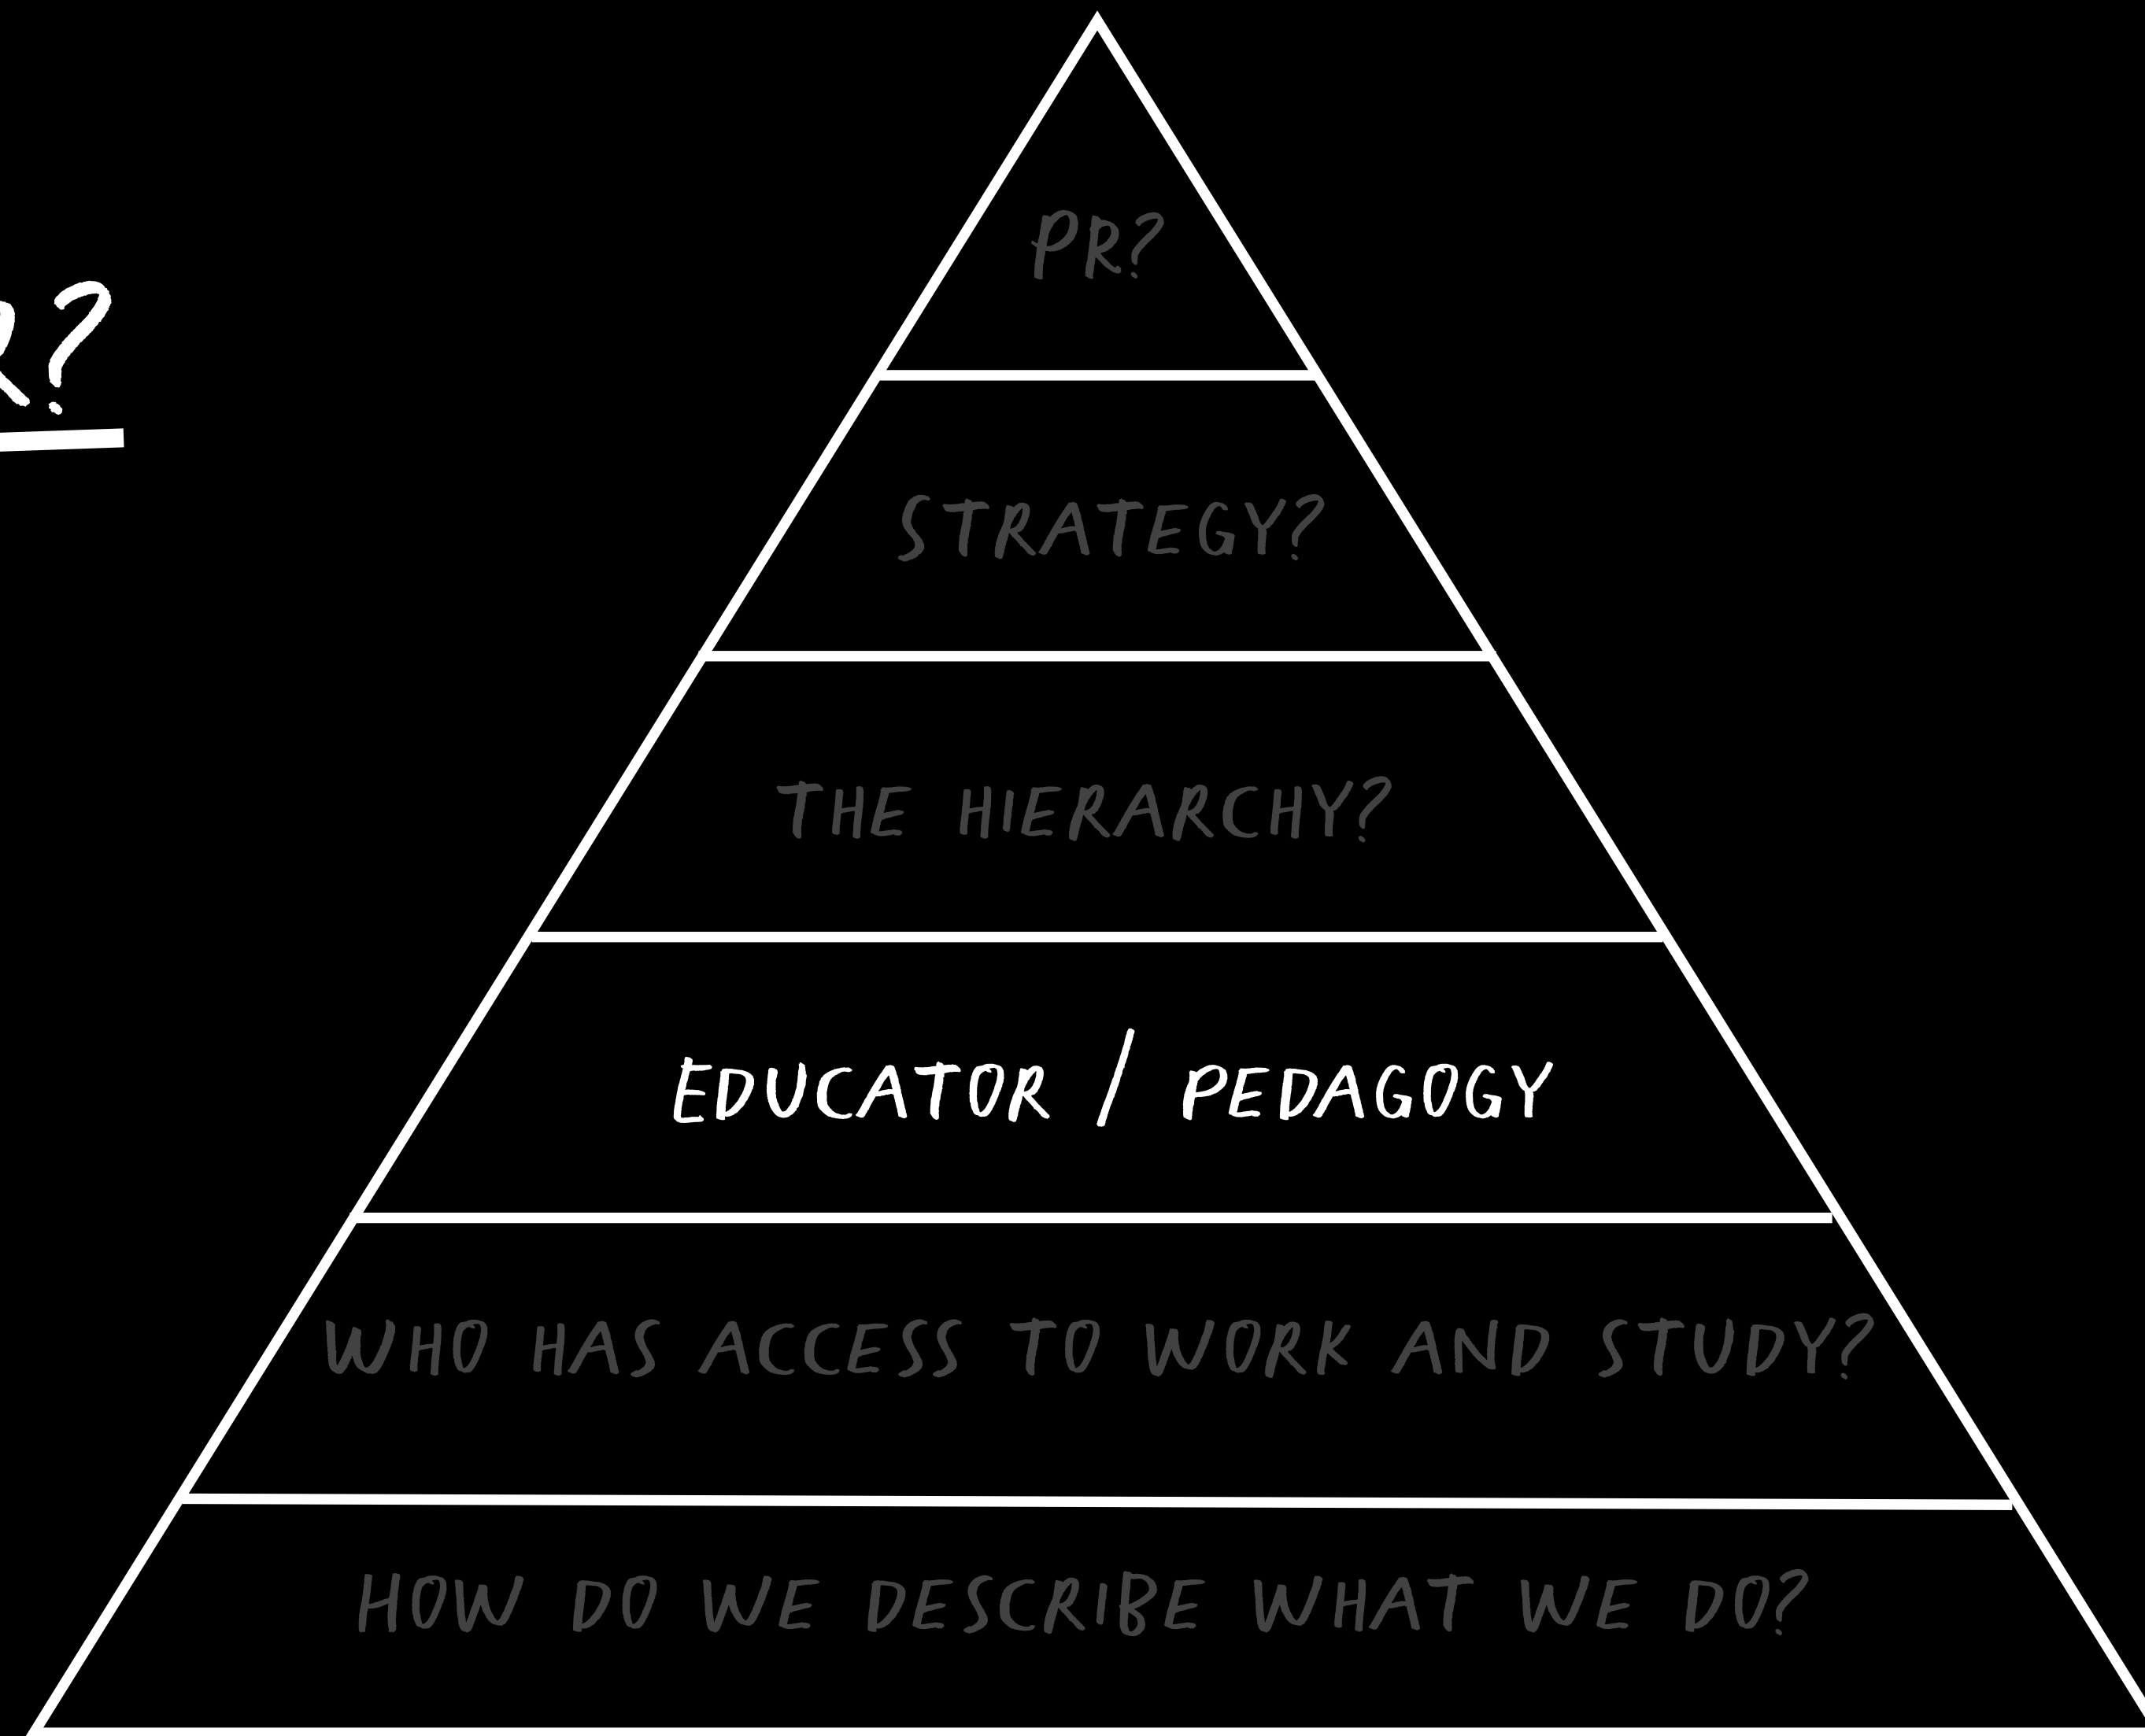 PR?
R?
STRATEGY?
THE HIERARCHY?
EDUCATOR / PEDAGOGY
WHO HAS ACCESS TO WORK AND STUDY?
HOW DO WE DESCRIBE WHAT WE DO?